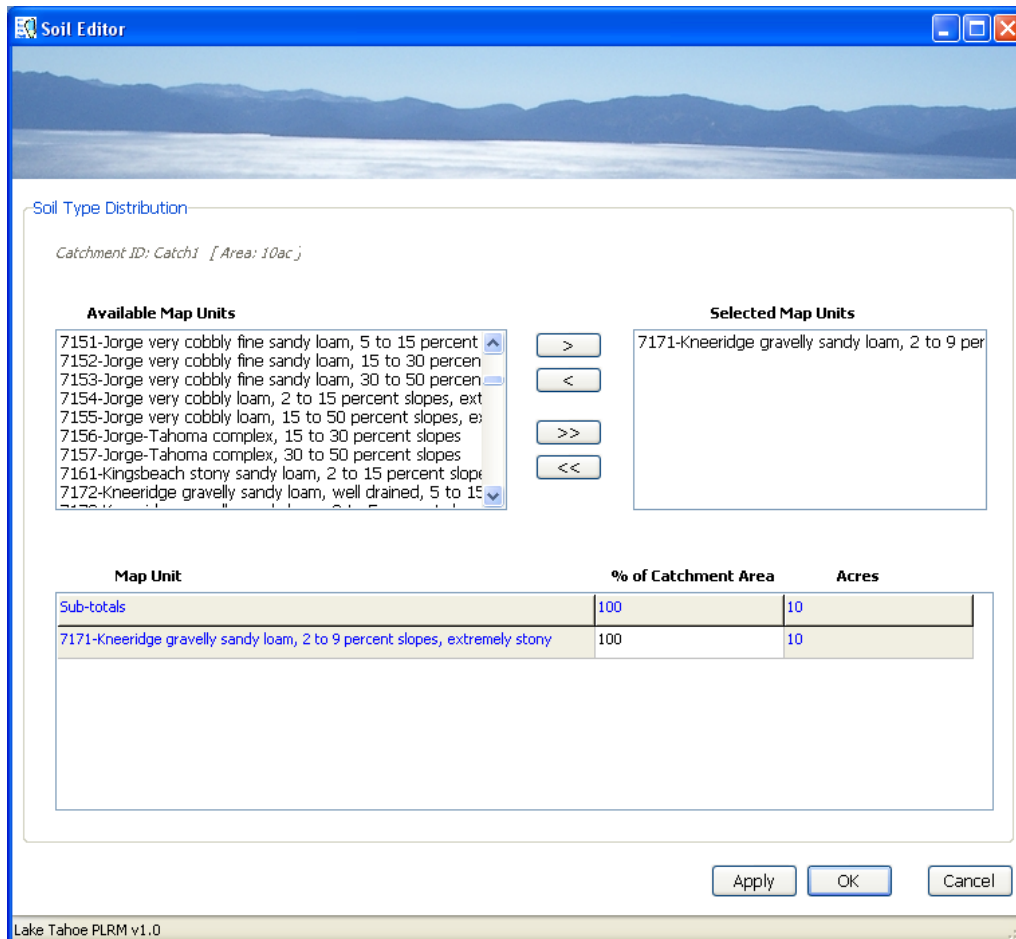 Soil Editor
Soil Type Distribution
Catchment ID: Catch1 [ Area: 10ac ]
Available Map Units
Selected Map Units
7151-Jorge very cobbly fine sandy loam, 5 to 15 percent
7152-Jorge very cobbly fine sandy loam, 15 to 30 percen
7153-Jorge very cobbly fine sandy loam, 30 to 50 percen
7154-Jorge very cobbly loam, 2 to 15 percent slopes, ext
7155-Jorge very cobbly loam, 15 to 50 percent slopes, ex
7156-Jorge-Tahoma complex, 15 to 30 percent slopes
7157-Jorge-Tahoma complex, 30 to 50 percent slopes
7161-Kingsbeach stony sandy loam, 2 to 15 percent slope
7172-Kneeridge gravelly sandy loam, well drained, 5 to 15
>
<
>>
<<
7171-Kneeridge gravelly sandy loam, 2 to 9 per
Map Unit % of Catchment Area Acres
Sub-totals 100 10
7171-Kneeridge gravelly sandy loam, 2 to 9 percent slopes, extremely stony 100 10
Apply OK Cancel
Lake Tahoe PLRM v1.0